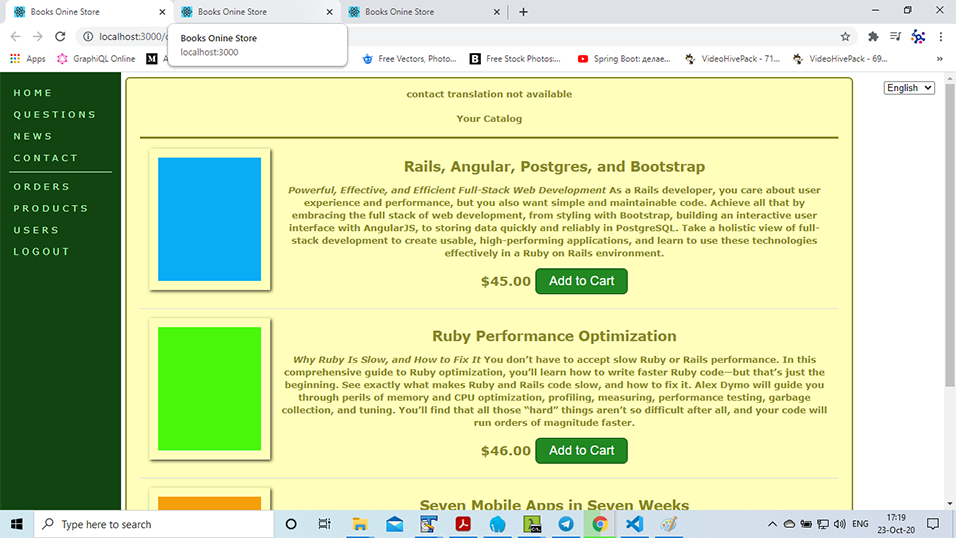 Books Onine Store
Books Onine Store
Books Onine Store
localhost:3000/
Books Onine Store
localhost:3000
Apps
GraphiQL Online
Free Vectors, Photo...
Free Stock Photos:...
Spring Boot: делае...
VideoHivePack - 71...
VideoHivePack - 69...
HOME
QUESTIONS
NEWS
CONTACT
ORDERS
PRODUCTS
USERS
LOGOUT
English
contact translation not available
Your Catalog
Rails, Angular, Postgres, and Bootstrap
Powerful, Effective, and Efficient Full-Stack Web Development As a Rails developer, you care about user
experience and performance, but you also want simple and maintainable code. Achieve all that by
embracing the full stack of web development, from styling with Bootstrap, building an interactive user
interface with AngularJS, to storing data quickly and reliably in PostgreSQL. Take a holistic view of full-
stack development to create usable, high-performing applications, and learn to use these technologies
effectively in a Ruby on Rails environment.
$45.00 Add to Cart
Ruby Performance Optimization
Why Ruby Is Slow, and How to Fix It You don’t have to accept slow Ruby or Rails performance. In this
comprehensive guide to Ruby optimization, you’ll learn how to write faster Ruby code—but that’s just the
beginning. See exactly what makes Ruby and Rails code slow, and how to fix it. Alex Dymo will guide you
through perils of memory and CPU optimization, profiling, measuring, performance testing, garbage
collection, and tuning. You’ll find that all those “hard” things aren’t so difficult after all, and your code will
run orders of magnitude faster.
$46.00 Add to Cart
Seven Mobile Apps in Seven Weeks
Type here to search
ENG
17:19
23-Oct-20